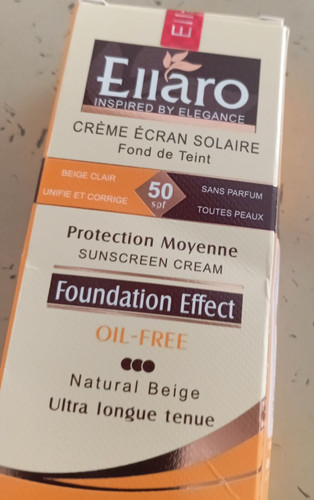 Ellaro
INSPIRED BY ELEGANCE
CRÈME ÉCRAN SOLAIRE
Fond de Teint
BEIGE CLAIR
UNIFIE ET CORRIGE
50
spf
SANS PARFUM
TOUTES PEAUX
Protection Moyenne
SUNSCREEN CREAM
Foundation Effect
OIL-FREE
Natural Beige
Ultra longue tenue